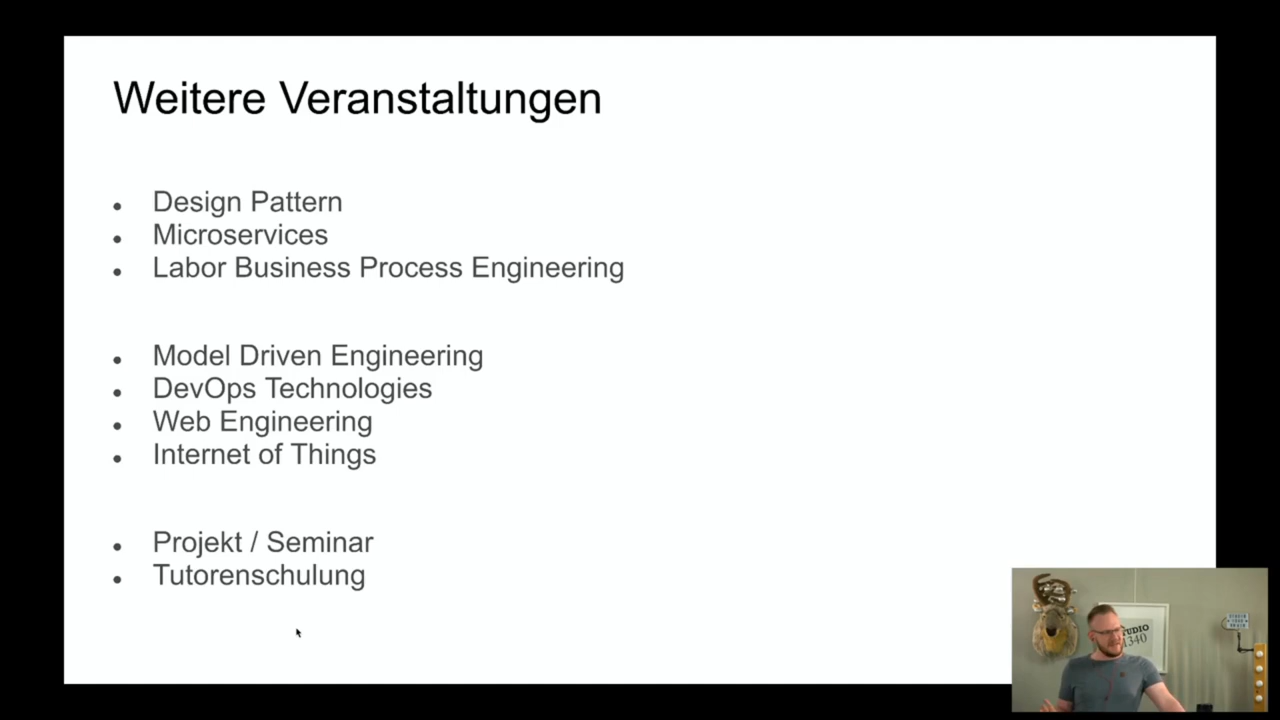 Weitere Veranstaltungen
Design Pattern
Microservices
Labor Business Process Engineering
Model Driven Engineering
DevOps Technologies
Web Engineering
Internet of Things
Projekt / Seminar
Tutorenschulung
1340